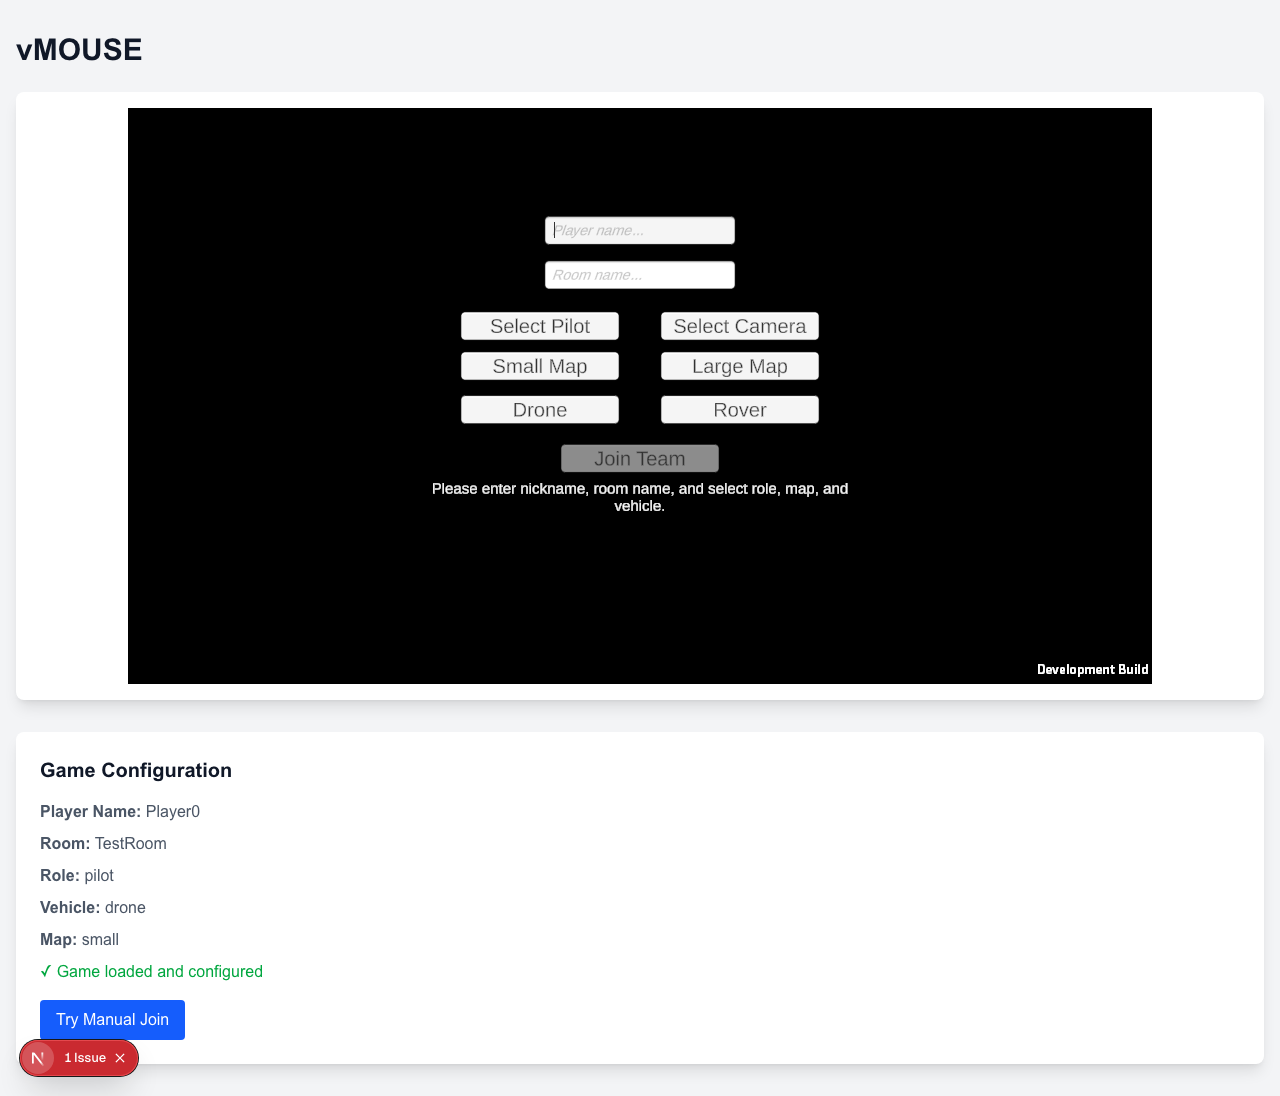 vMOUSE
Player name...
Room name...
Select Pilot
Select Camera
Small Map
Large Map
Drone
Rover
Join Team
Please enter nickname, room name, and select role, map, and
vehicle.
Development Build
Game Configuration
Player Name: Player0
Room: TestRoom
Role: pilot
Vehicle: drone
Map: small
✓ Game loaded and configured
Try Manual Join
N 1 Issue ×